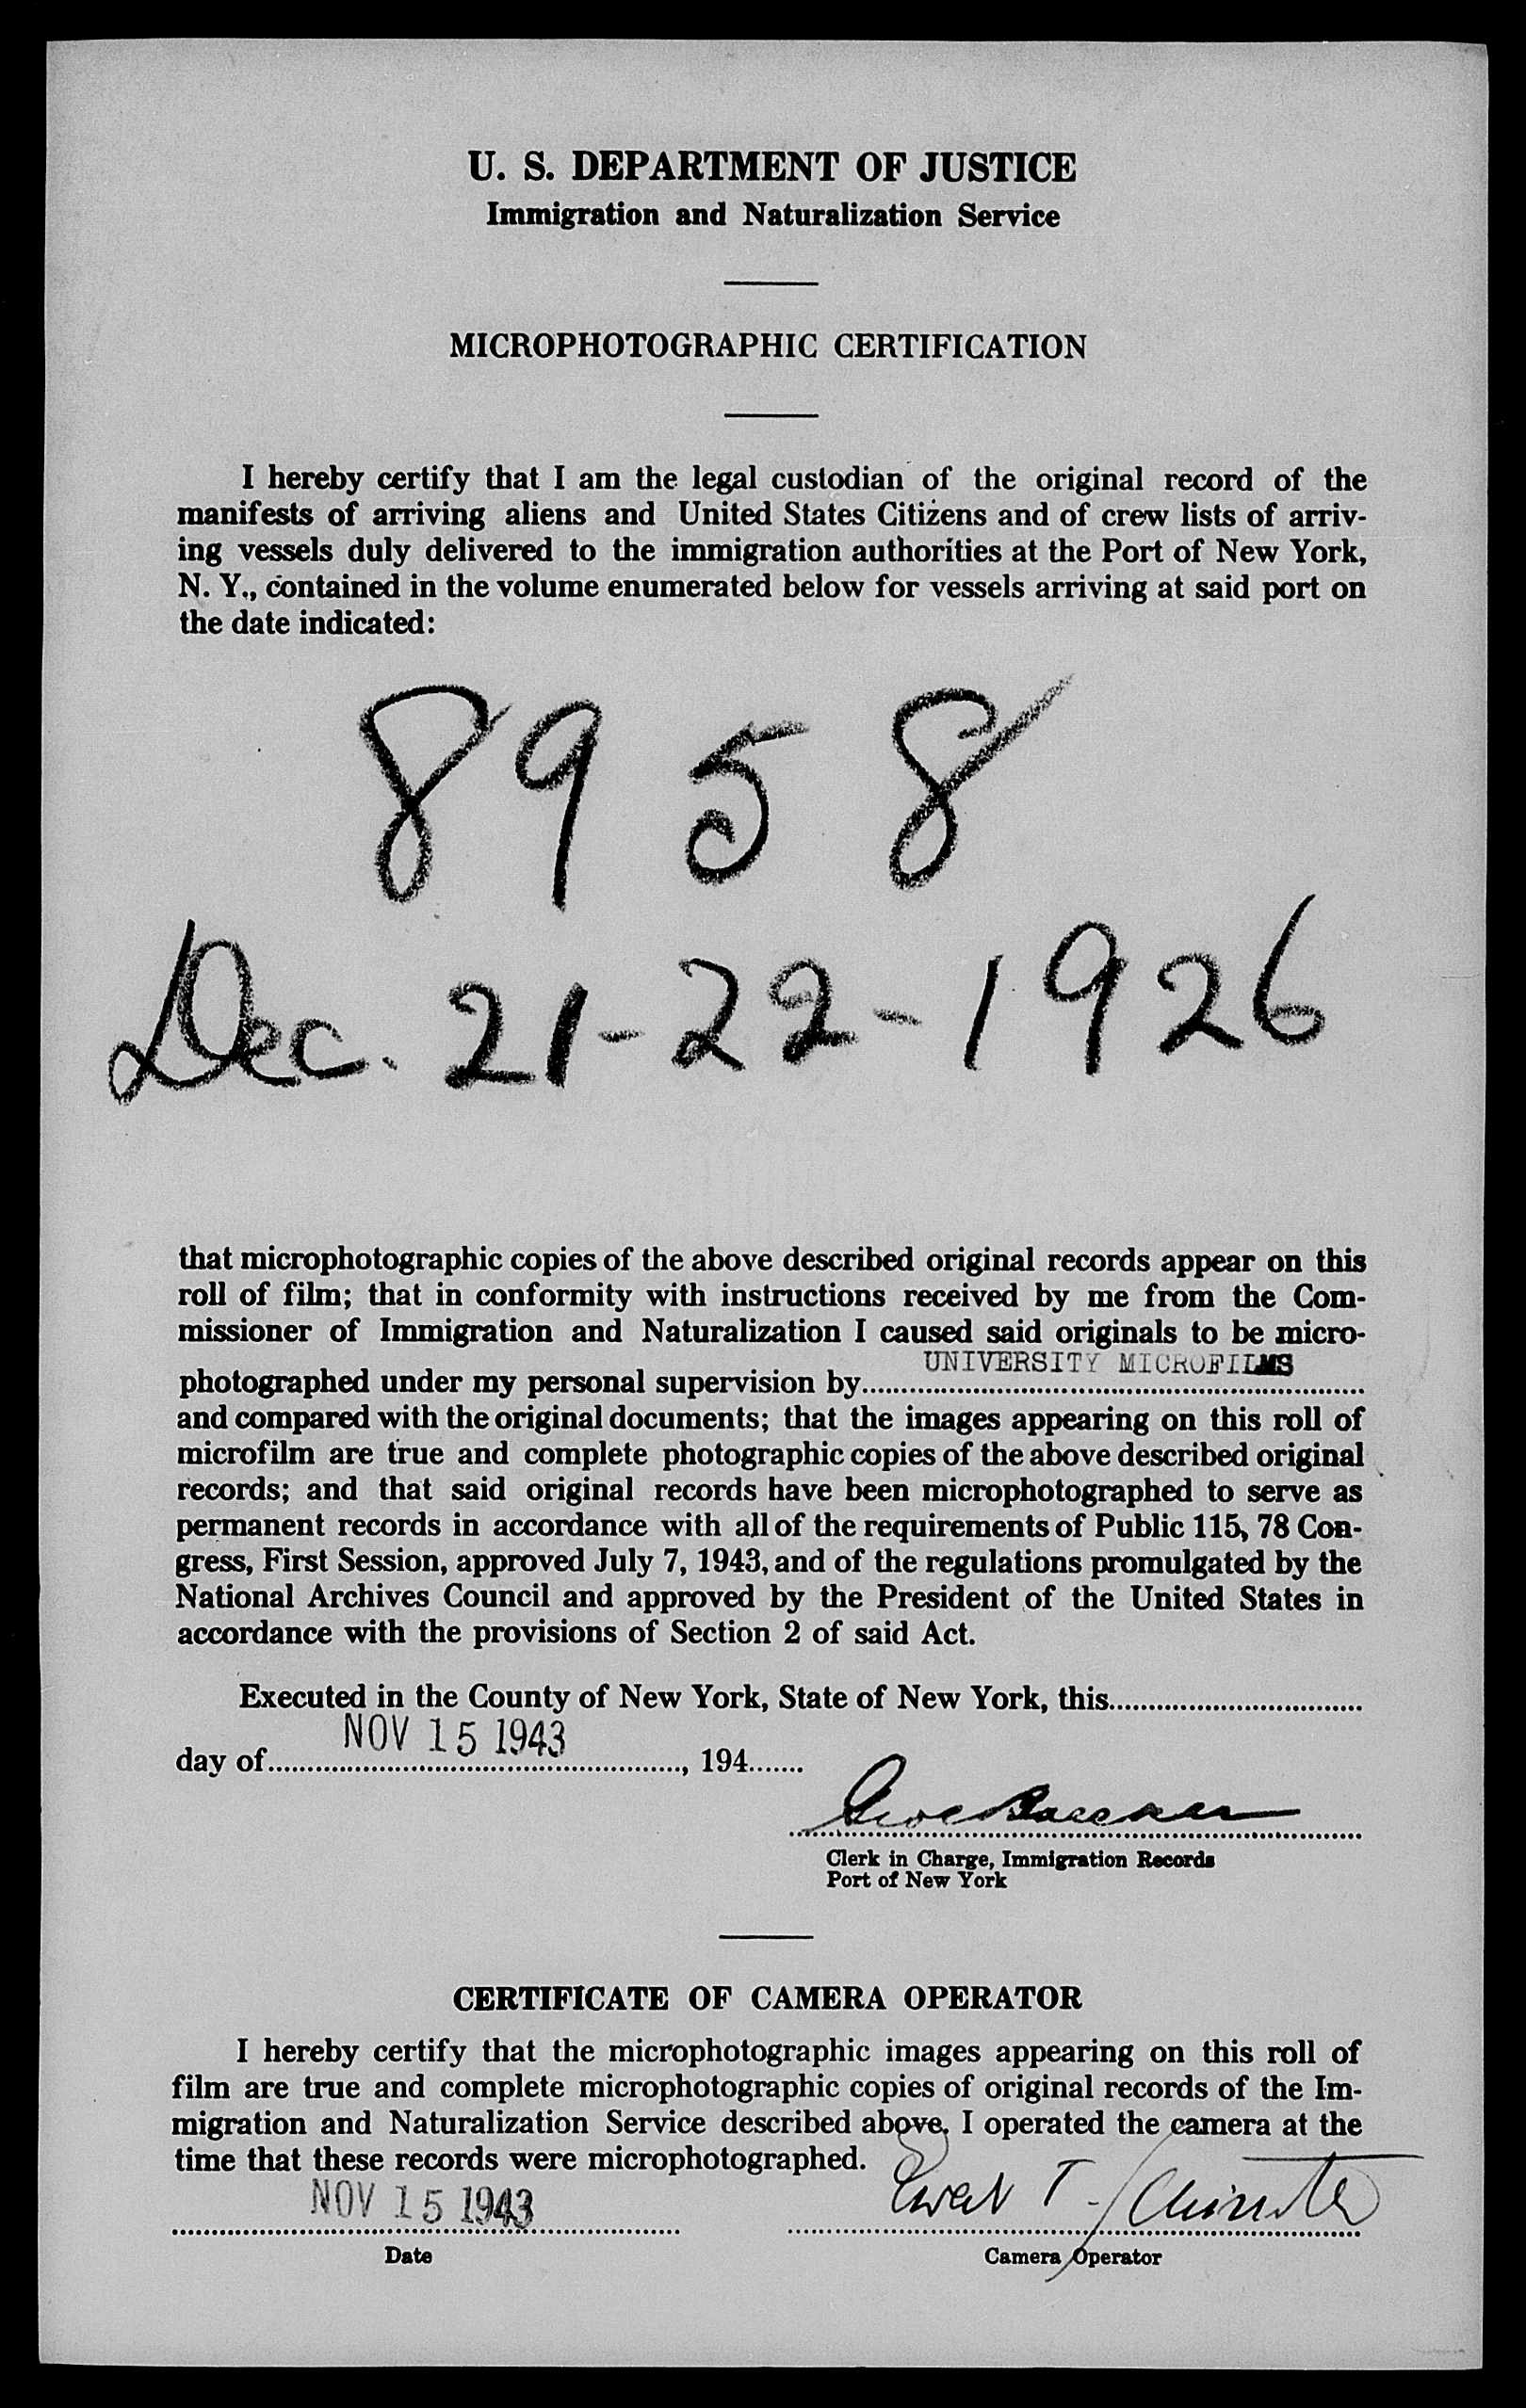 U. S. DEPARTMENT OF JUSTICE
Immigration and Naturalization Service
MICROPHOTOGRAPHIC CERTIFICATION
I hereby certify that I am the legal custodian of the original record of the
manifests of arriving aliens and United States Citizens and of crew lists of arriv-
ing vessels duly delivered to the immigration authorities at the Port of New York,
N. Y., contained in the volume enumerated below for vessels arriving at said port on
the date indicated:
8958
Dec. 21-22-1926
that microphotographic copies of the above described original records appear on this
roll of film; that in conformity with instructions received by me from the Com-
missioner of Immigration and Naturalization I caused said originals to be micro-
UNIVERSITY MICROFILMS
photographed under my personal supervision by
and compared with the original documents; that the images appearing on this roll of
microfilm are true and complete photographic copies of the above described original
records; and that said original records have been microphotographed to serve as
permanent records in accordance with all of the requirements of Public 115, 78 Con-
gress, First Session, approved July 7, 1943, and of the regulations promulgated by the
National Archives Council and approved by the President of the United States in
accordance with the provisions of Section 2 of said Act.
Executed in the County of New York, State of New York, this
NOV 15 1943
day of, 194
Clerk in Charge, Immigration Records
Port of New York
CERTIFICATE OF CAMERA OPERATOR
I hereby certify that the microphotographic images appearing on this roll of
film are true and complete microphotographic copies of original records of the Im-
migration and Naturalization Service described above. I operated the camera at the
time that these records were microphotographed.
NOV 15 1943 T.
Date Camera Operator